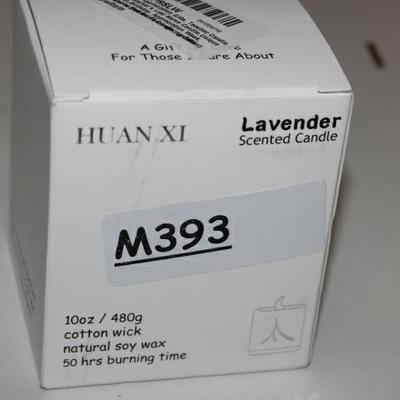 A Gi
For Those are About
HUAN XI
Lavender
Scented Candle
M393
10oz / 480g
cotton wick
natural soy wax
50 hrs burning time